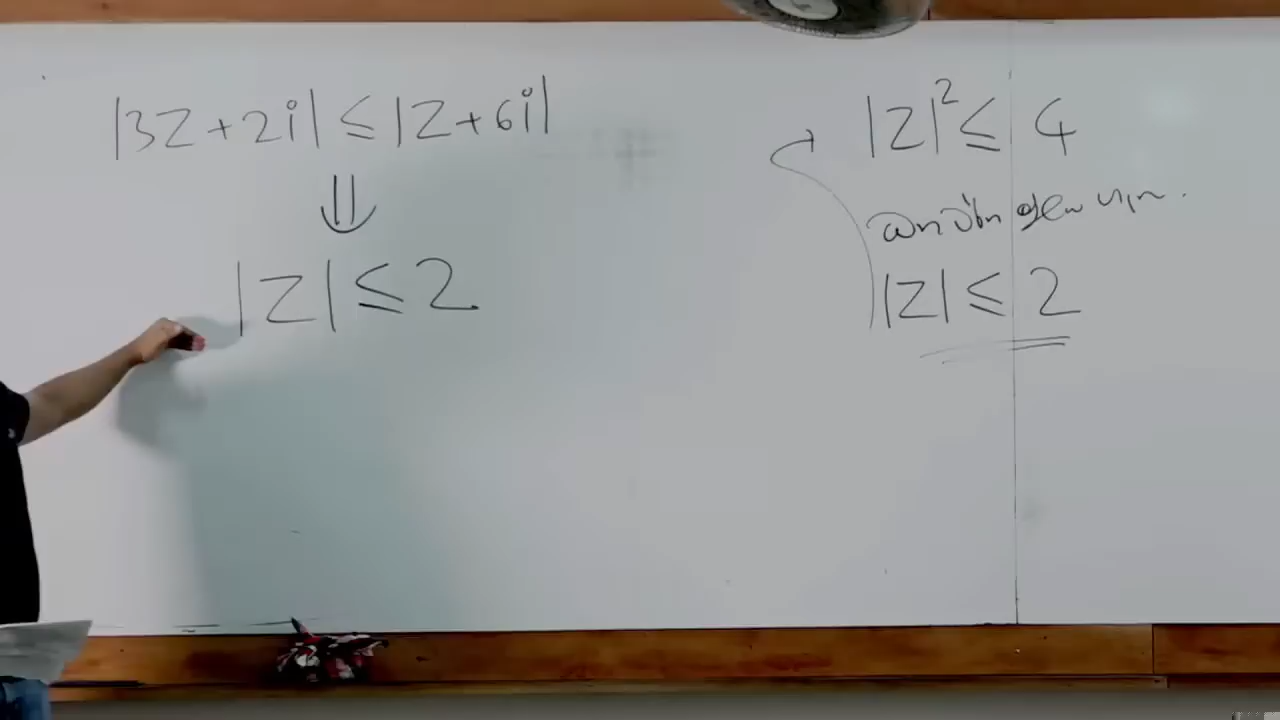 |3Z+2i| ≤ |Z+6i|
⇓
|Z| ≤ 2
|Z|² ≤ 4
|Z| ≤ 2